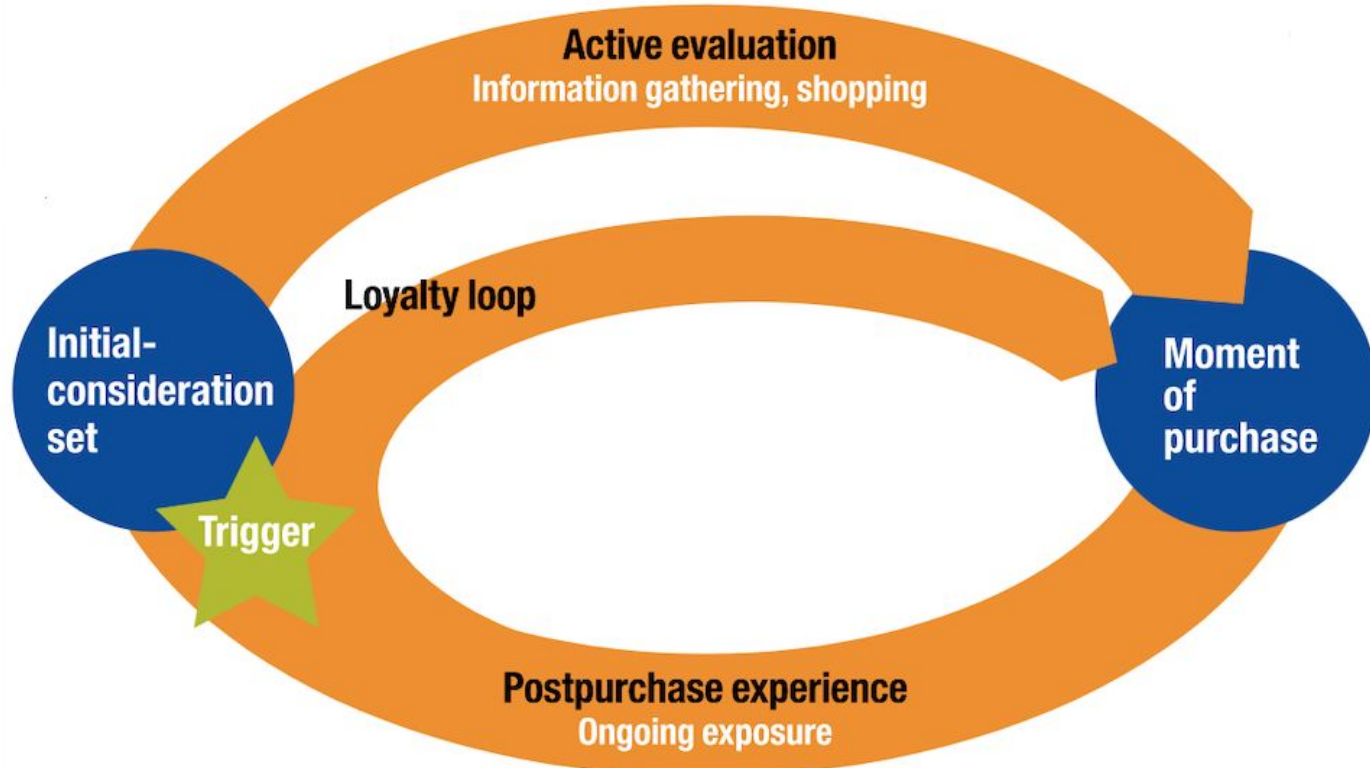 Active evaluation
Information gathering, shopping
Loyalty loop
Initial-
consideration
set
Trigger
Moment
of
purchase
Postpurchase experience
Ongoing exposure